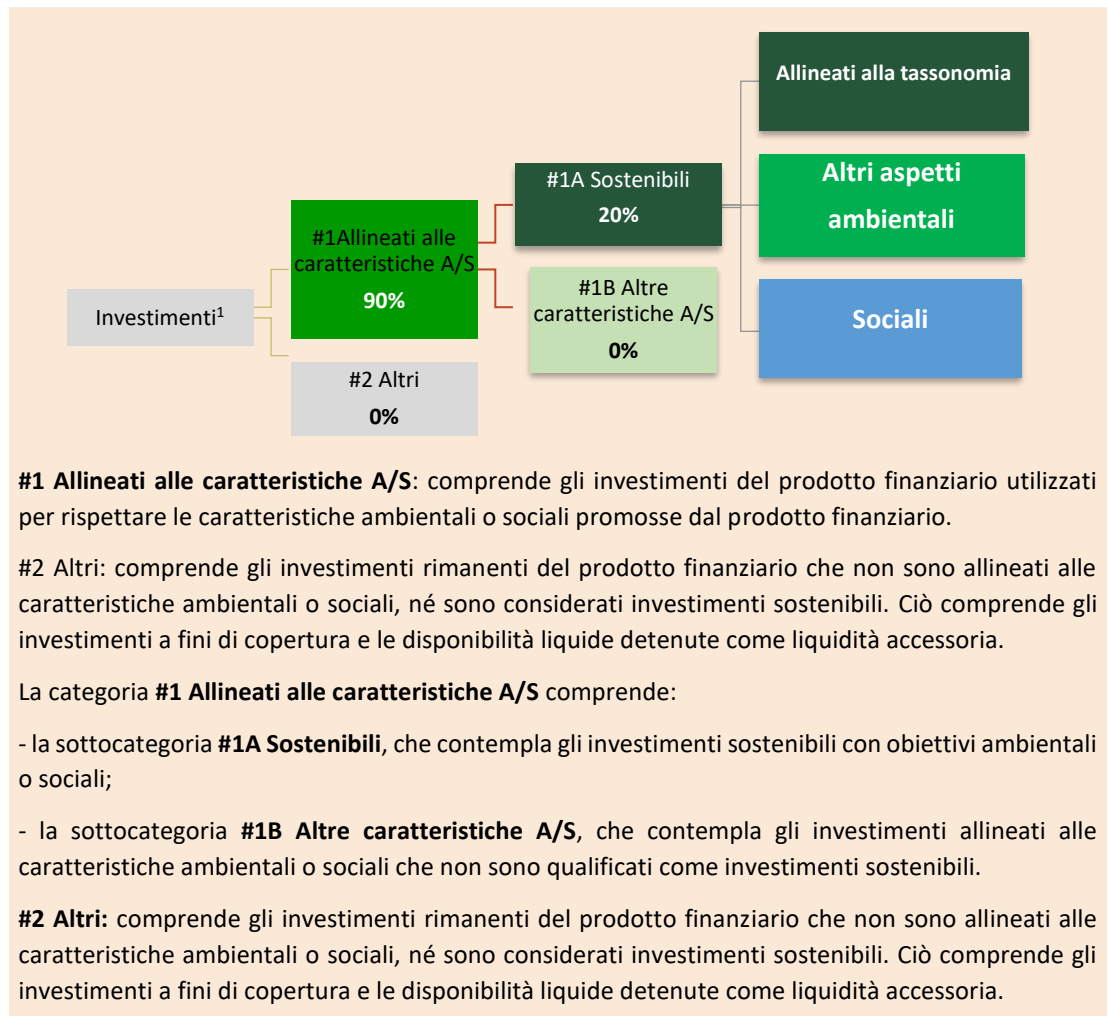 Allineati alla tassonomia
#1A Sostenibili
20%
Altri aspetti
ambientali
#1Allineati alle
caratteristiche A/S
90%
#1B Altre
caratteristiche A/S
0%
Investimenti¹
Sociali
#2 Altri
0%
#1 Allineati alle caratteristiche A/S: comprende gli investimenti del prodotto finanziario utilizzati
per rispettare le caratteristiche ambientali o sociali promosse dal prodotto finanziario.
#2 Altri: comprende gli investimenti rimanenti del prodotto finanziario che non sono allineati alle
caratteristiche ambientali o sociali, né sono considerati investimenti sostenibili. Ciò comprende gli
investimenti a fini di copertura e le disponibilità liquide detenute come liquidità accessoria.
La categoria #1 Allineati alle caratteristiche A/S comprende:
- la sottocategoria #1A Sostenibili, che contempla gli investimenti sostenibili con obiettivi ambientali
o sociali;
- la sottocategoria #1B Altre caratteristiche A/S, che contempla gli investimenti allineati alle
caratteristiche ambientali o sociali che non sono qualificati come investimenti sostenibili.
#2 Altri: comprende gli investimenti rimanenti del prodotto finanziario che non sono allineati alle
caratteristiche ambientali o sociali, né sono considerati investimenti sostenibili. Ciò comprende gli
investimenti a fini di copertura e le disponibilità liquide detenute come liquidità accessoria.